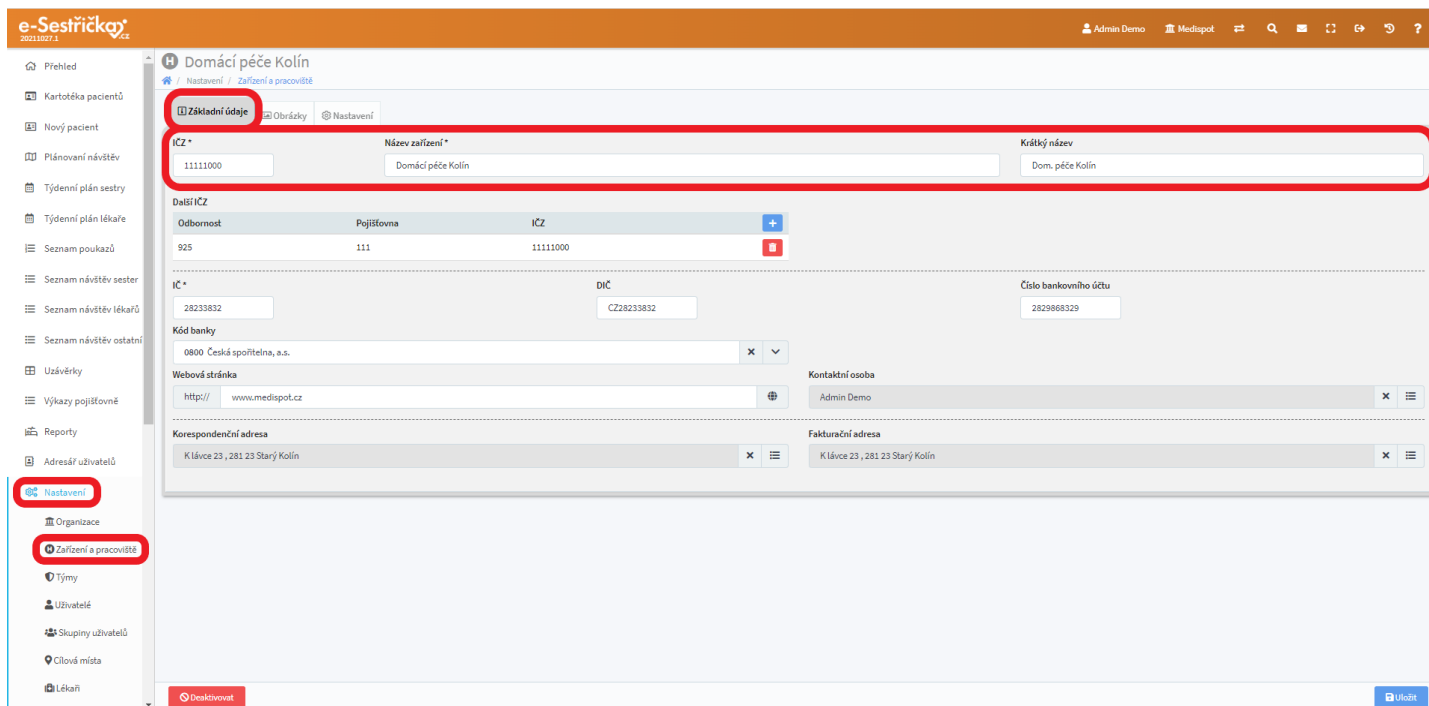 e-Sestřička.cz
20211027.1
Admin Demo Medispot ?
Přehled
Kartotéka pacientů
Nový pacient
Plánovaní návštěv
Týdenní plán sestry
Týdenní plán lékaře
Seznam poukazů
Seznam návštěv sester
Seznam návštěv lékařů
Seznam návštěv ostatní
Uzávěrky
Výkazy pojišťovně
Reporty
Adresář uživatelů
Nastavení
Organizace
Zařízení a pracoviště
Týmy
Uživatelé
Skupiny uživatelů
Cílová místa
Lékaři
H Domácí péče Kolín
/ Nastavení / Zařízení a pracoviště
Základní údaje Obrázky Nastavení
IČZ * Název zařízení * Krátký název
11111000 Domácí péče Kolín Dom. péče Kolín
Další IČZ
Odbornost Pojišťovna IČZ +
925 111 11111000
IČ * DIČ Číslo bankovního účtu
28233832 CZ28233832 2829868329
Kód banky
0800 Česká spořitelna, a.s.
Webová stránka Kontaktní osoba
http:// www.medispot.cz Admin Demo
Korespondenční adresa Fakturační adresa
K lávce 23 , 281 23 Starý Kolín K lávce 23 , 281 23 Starý Kolín
Deaktivovat Uložit